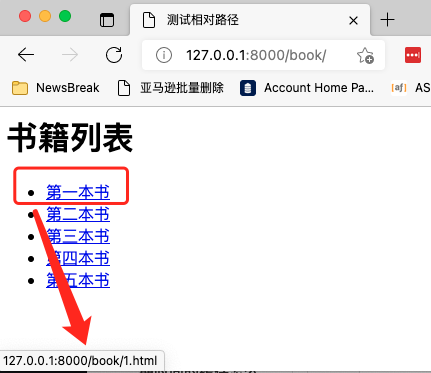 测试相对路径
127.0.0.1:8000/book/
NewsBreak
亚马逊批量删除
Account Home Pa...
[af]
AS
书籍列表
第一本书
第二本书
第三本书
第四本书
第五本书
127.0.0.1:8000/book/1.html